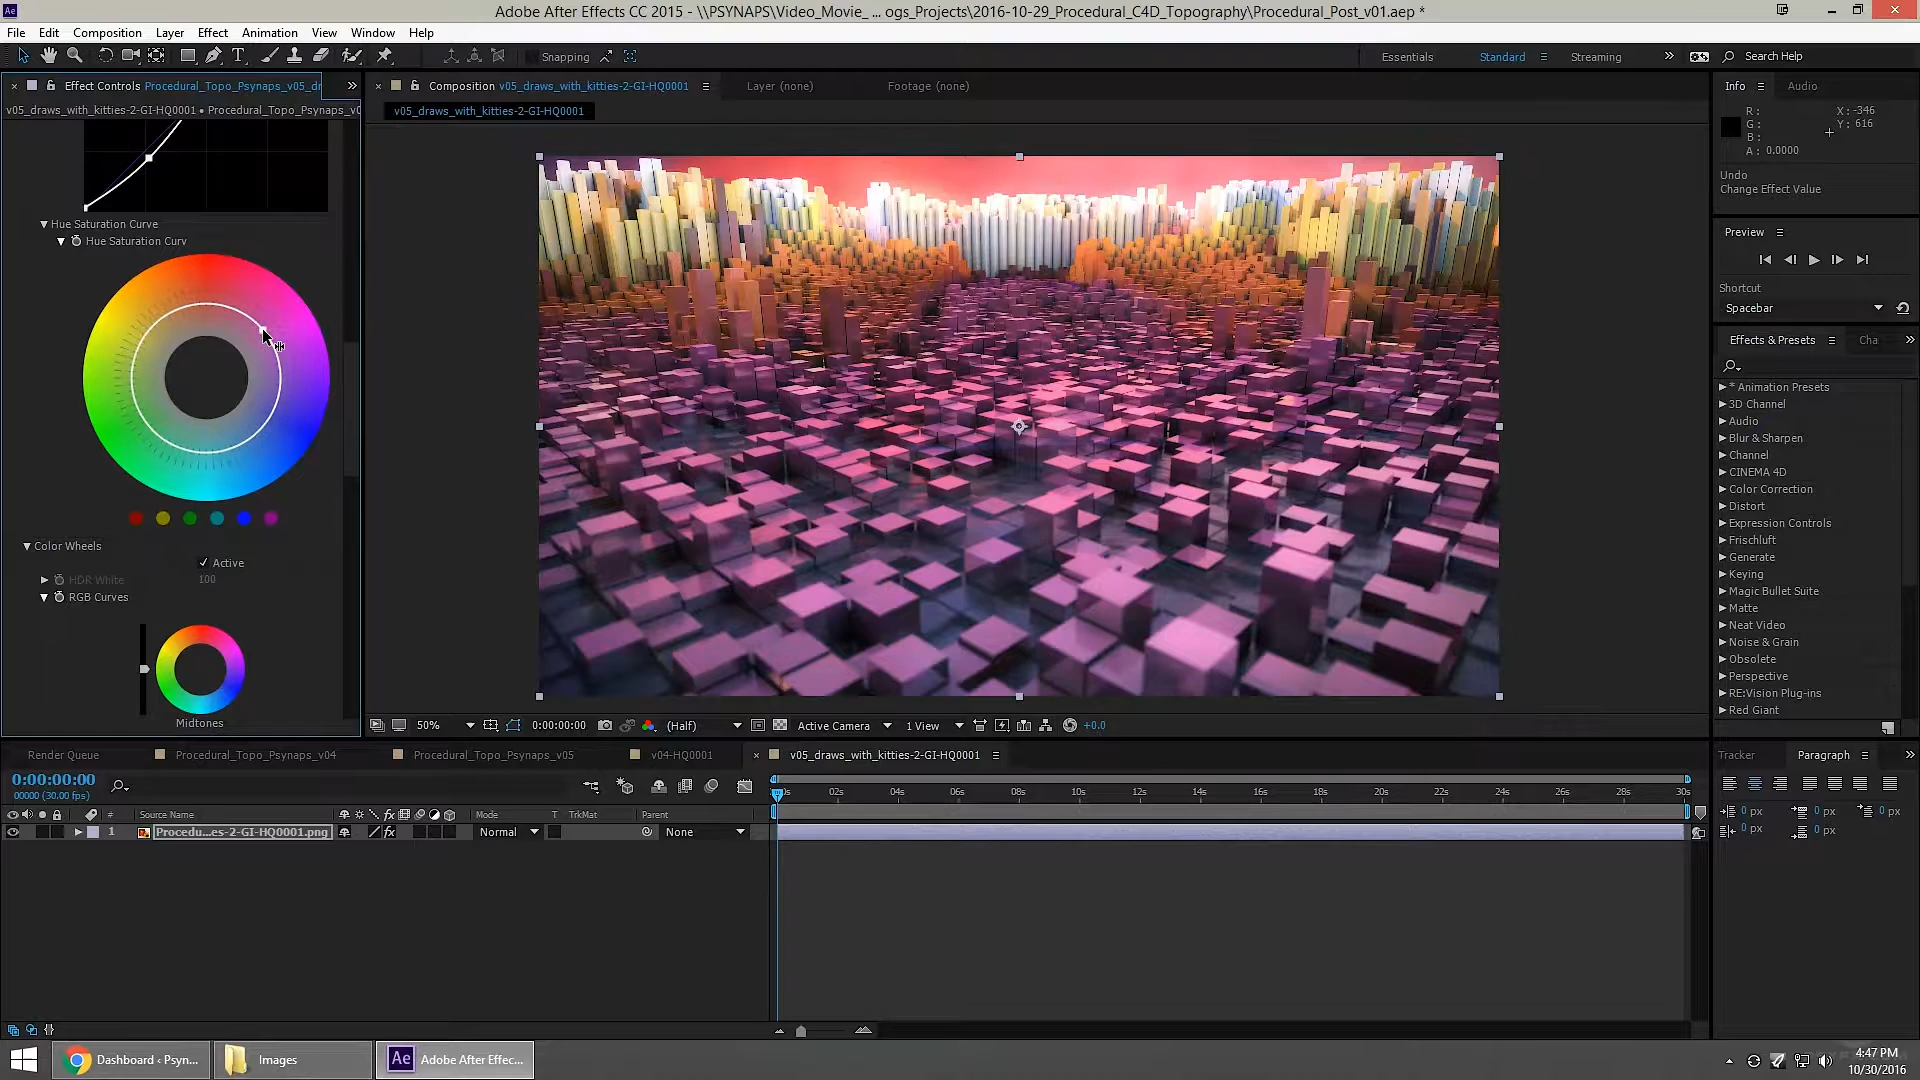 Ae Adobe After Effects CC 2015 - \\PSYNAPS\Video_Movie_ ... ogs_Projects\2016-10-29_Procedural_C4D_Topography\Procedural_Post_v01.aep *
File Edit Composition Layer Effect Animation View Window Help
T Snapping Essentials Standard Streaming Search Help
Effect Controls Procedural_Topo_Psynaps_v05_dr
v05_draws_with_kitties-2-GI-HQ0001 • Procedural_Topo_Psynaps_v0
Composition v05_draws_with_kitties-2-GI-HQ0001
Layer (none)
Footage (none)
v05_draws_with_kitties-2-GI-HQ0001
Hue Saturation Curve
Hue Saturation Curv
Color Wheels
Active
HDR White
100
RGB Curves
Midtones
50%
0:00:00:00
(Half)
Active Camera
1 View
+0.0
Info
Audio
R :
G :
B :
A : 0.0000
X : -346
Y : 616
Undo
Change Effect Value
Preview
Shortcut
Spacebar
Effects & Presets
Cha
* Animation Presets
3D Channel
Audio
Blur & Sharpen
Channel
CINEMA 4D
Color Correction
Distort
Expression Controls
Frischluft
Generate
Keying
Magic Bullet Suite
Matte
Neat Video
Noise & Grain
Obsolete
Perspective
RE:Vision Plug-ins
Red Giant
Render Queue
Procedural_Topo_Psynaps_v04
Procedural_Topo_Psynaps_v05
v04-HQ0001
v05_draws_with_kitties-2-GI-HQ0001
0:00:00:00
00000 (30.00 fps)
# Source Name fx Mode T TrkMat Parent
1 Procedu...es-2-GI-HQ0001.png fx Normal None
02s 04s 06s 08s 10s 12s 14s 16s 18s 20s 22s 24s 26s 28s 30s
Tracker
Paragraph
0 px 0 px 0 px
0 px 0 px
Dashboard ‹ Psyn...
Images
Ae Adobe After Effec...
4:47 PM
10/30/2016